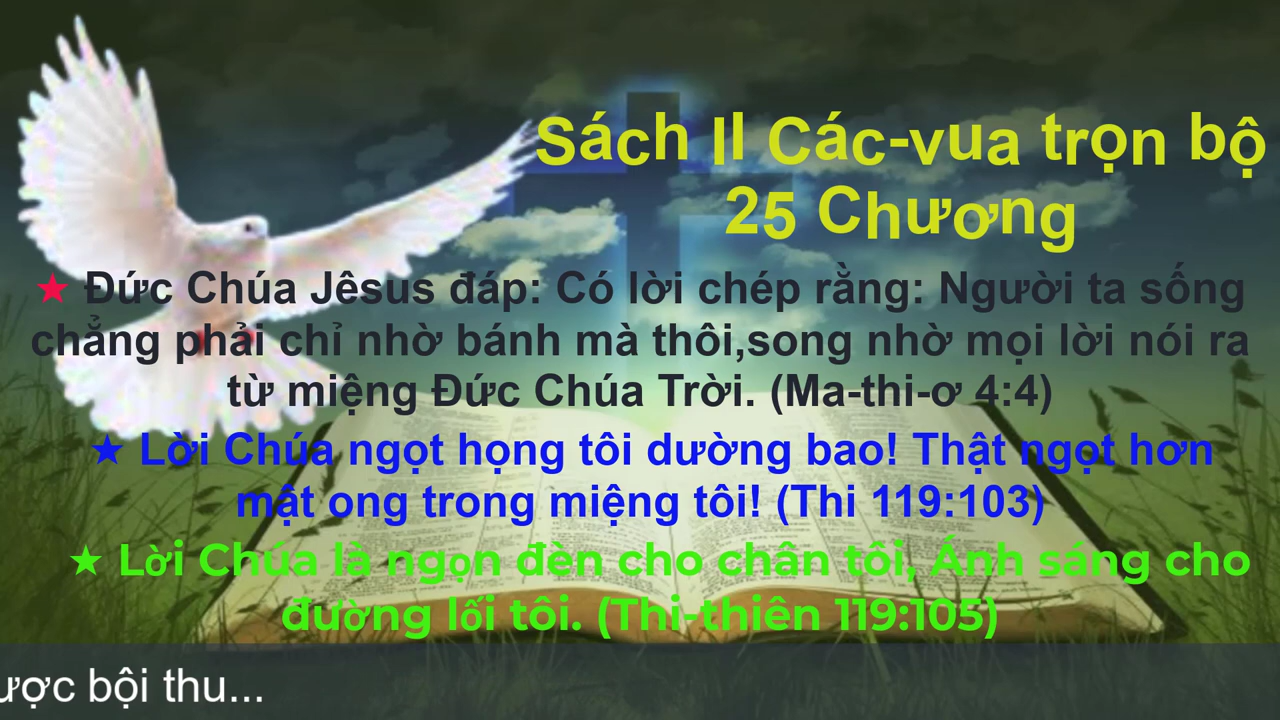 Sách II Các-vua trọn bộ
25 Chương
★ Đức Chúa Jêsus đáp: Có lời chép rằng: Người ta sống
chẳng phải chỉ nhờ bánh mà thôi,song nhờ mọi lời nói ra
từ miệng Đức Chúa Trời. (Ma-thi-ơ 4:4)
★ Lời Chúa ngọt họng tôi dường bao! Thật ngọt hơn
mật ong trong miệng tôi! (Thi 119:103)
★ Lời Chúa là ngọn đèn cho chân tôi, Ánh sáng cho
đường lối tôi. (Thi-thiên 119:105)
ược bội thu...